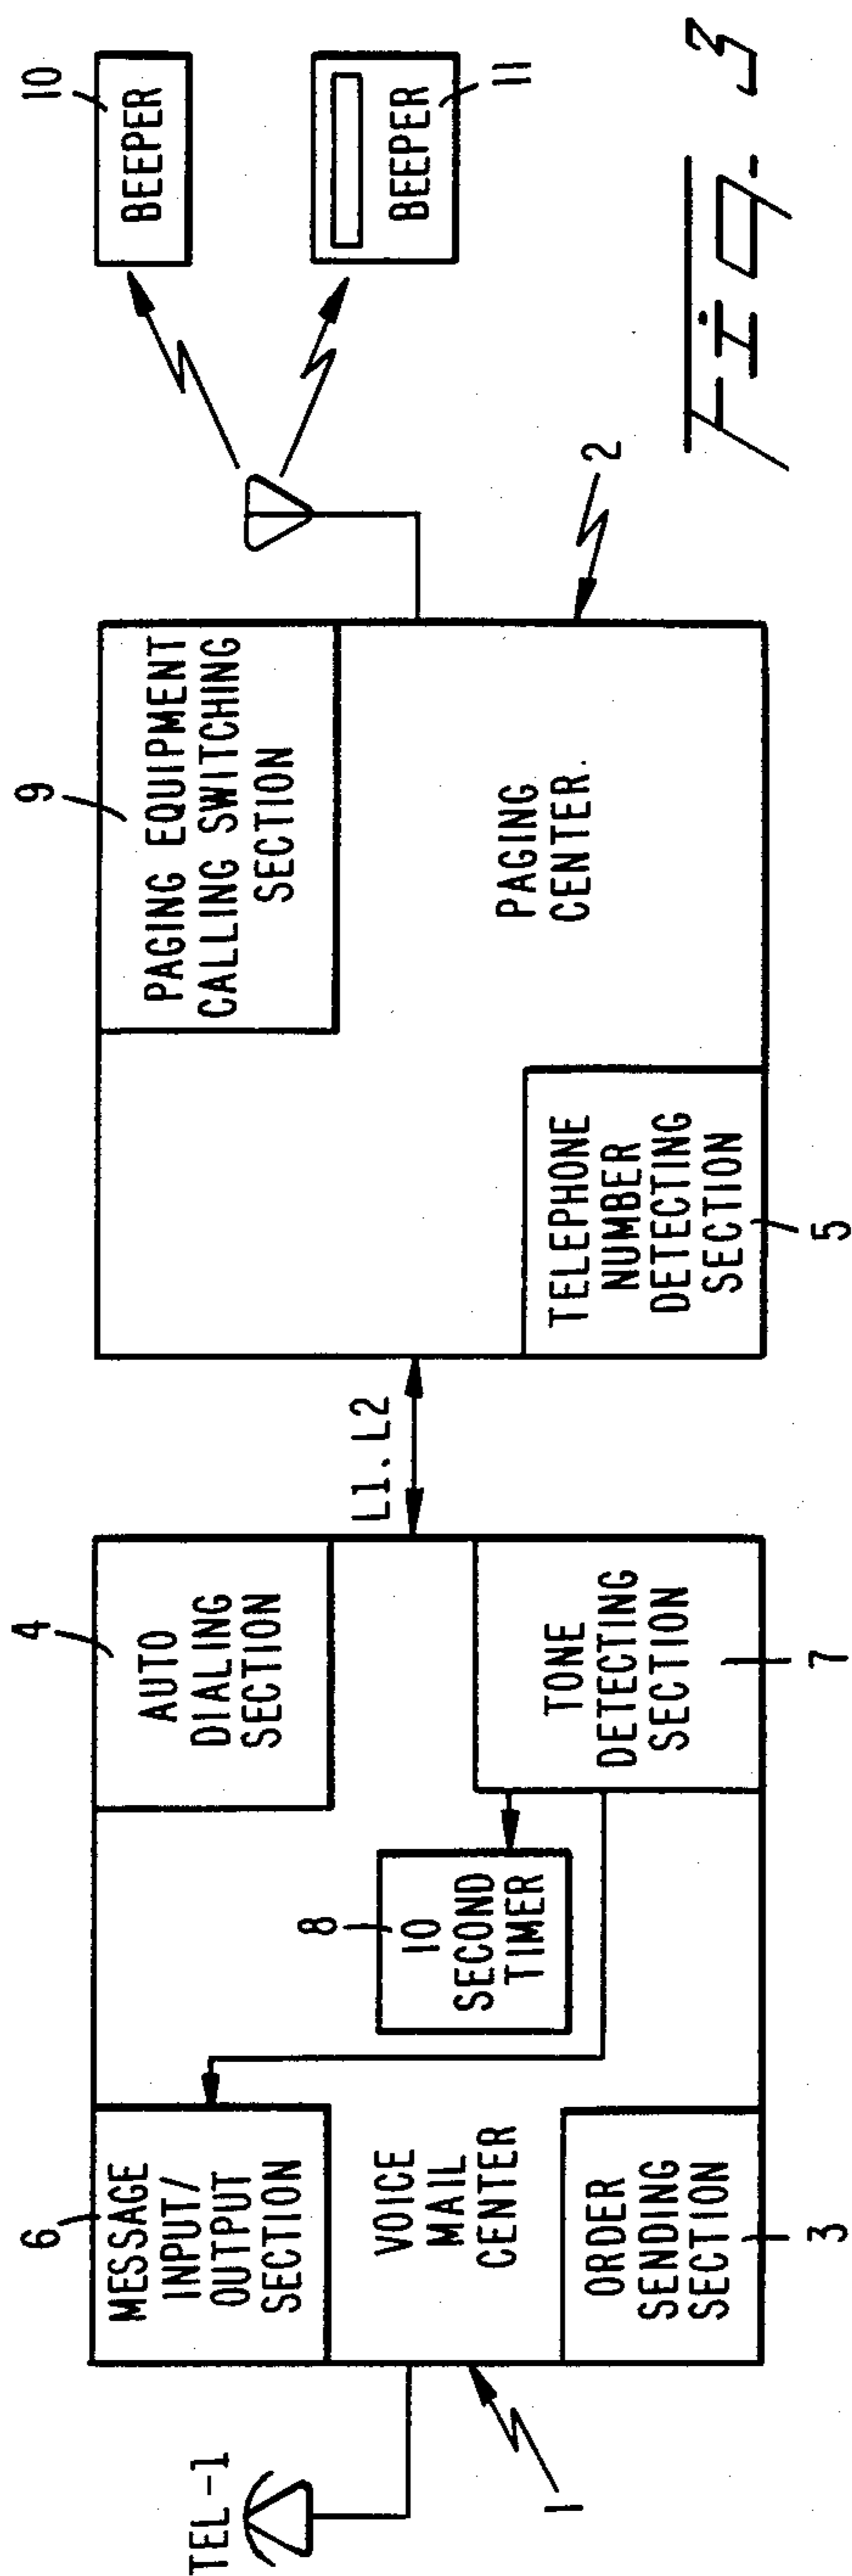 TEL-1
1
6
MESSAGE
INPUT/
OUTPUT
SECTION
VOICE
MAIL
CENTER
ORDER
SENDING
SECTION
3
8
10
SECOND
TIMER
4
AUTO
DIALING
SECTION
TONE
DETECTING
SECTION
7
L1, L2
TELEPHONE
NUMBER
DETECTING
SECTION
5
9
PAGING EQUIPMENT
CALLING SWITCHING
SECTION
PAGING
CENTER.
2
10
BEEPER
BEEPER
11
Fig. 3